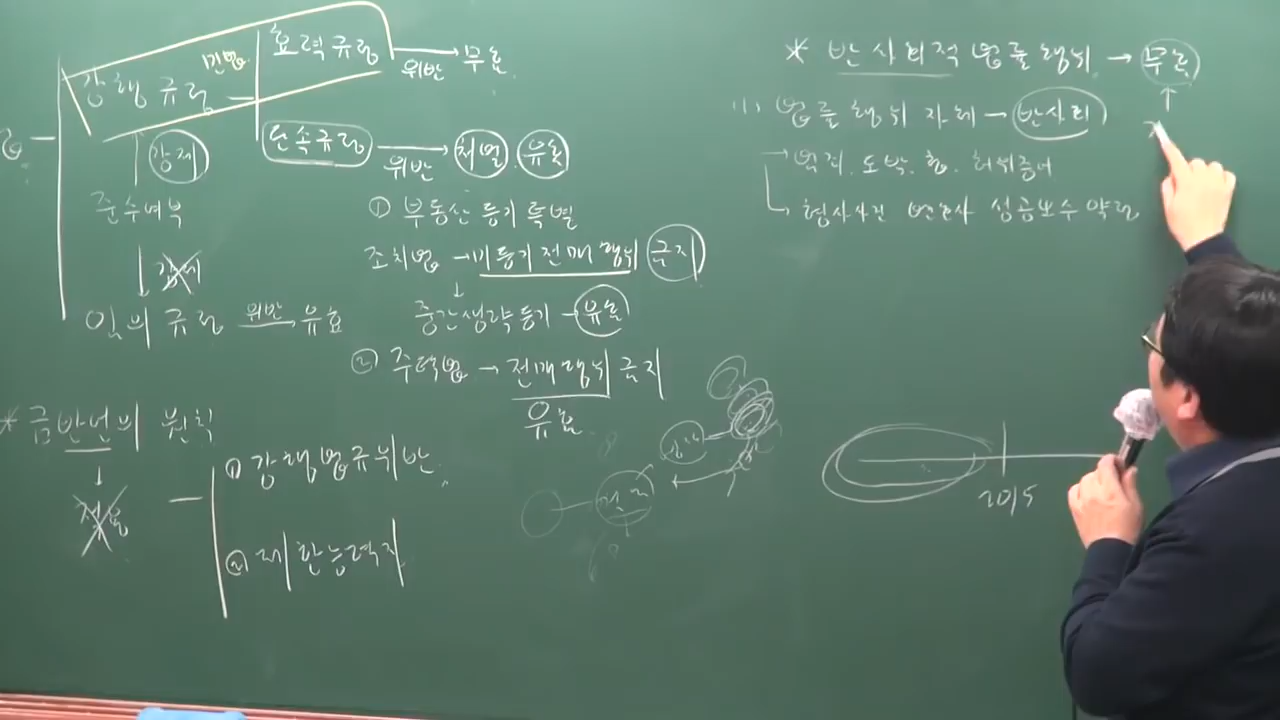 강행규정 민법
효력규정 위반 → 무효
강제
단속규정 → 위반 처벌. 유효
준수여부
강제
임의규정 위반 → 유효
① 부동산 등기 특별
조치법 → 미등기전매 행위 금지
↓
중간생략등기 → 유효
② 주택법 → 전매행위 금지
유효
* 금반언의 원칙
↓
적용
① 강행법규위반
② 제한능력자
* 반사회적 법률행위 → 무효
(1) 법률행위 자체 → 반사회
→ 도박. 허위증언
→ 형사사건 변호사 성공보수약정
2015